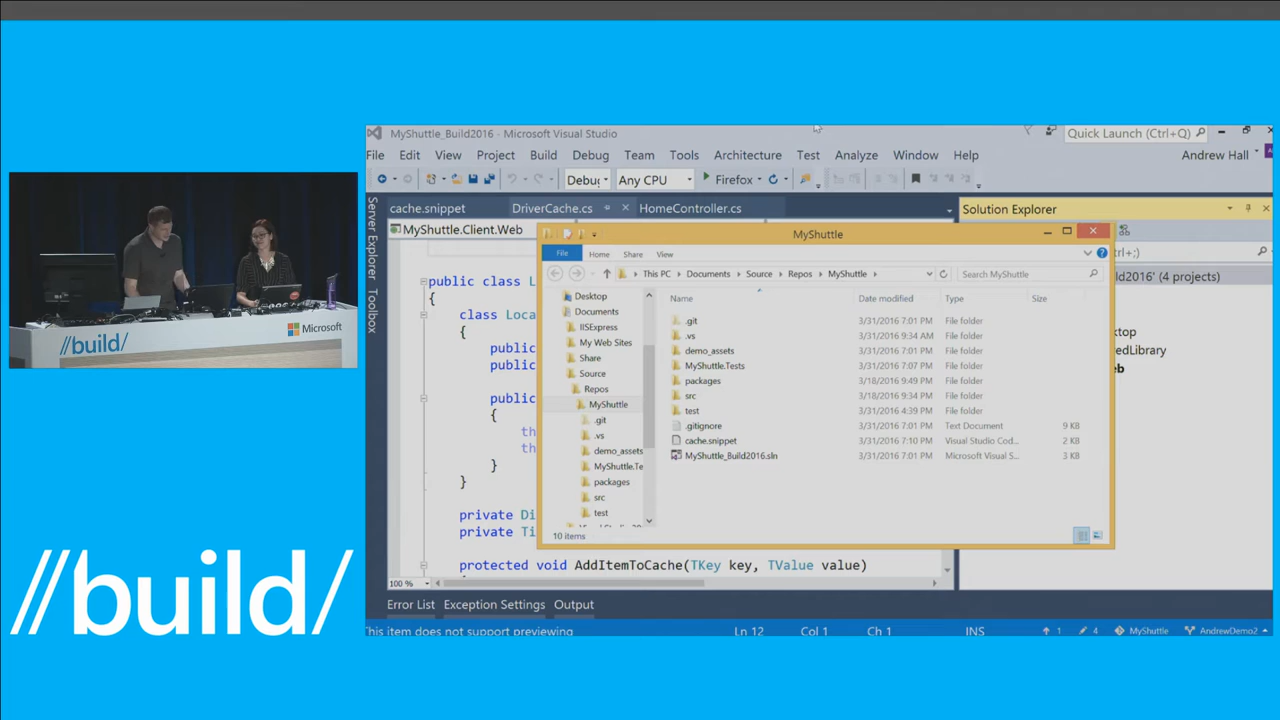 MyShuttle_Build2016 - Microsoft Visual Studio
Quick Launch (Ctrl+Q)
File Edit View Project Build Debug Team Tools Architecture Test Analyze Window Help
Andrew Hall
Debug Any CPU Firefox
Server Explorer
Toolbox
cache.snippet DriverCache.cs HomeController.cs
Solution Explorer
MyShuttle.Client.Web
MyShuttle
File Home Share View
This PC Documents Source Repos MyShuttle
Search MyShuttle
+;)
Desktop
Documents
IISExpress
My Web Sites
Share
Source
Repos
MyShuttle
.git
.vs
demo_assets
MyShuttle.Te
packages
src
test
Name Date modified Type Size
.git 3/31/2016 7:01 PM File folder
.vs 3/31/2016 9:34 AM File folder
demo_assets 3/31/2016 7:01 PM File folder
MyShuttle.Tests 3/31/2016 7:07 PM File folder
packages 3/18/2016 9:49 PM File folder
src 3/18/2016 9:34 PM File folder
test 3/31/2016 4:39 PM File folder
.gitignore 3/31/2016 7:01 PM Text Document 9 KB
cache.snippet 3/31/2016 7:10 PM Visual Studio Cod... 2 KB
MyShuttle_Build2016.sln 3/31/2016 7:01 PM Microsoft Visual S... 3 KB
10 items
ld2016' (4 projects)
ktop
redLibrary
eb
public class L
{
class Loca
{
public
public
public
{
th
th
}
}
private Di
private Ti
protected void AddItemToCache(TKey key, TValue value)
100 %
Error List Exception Settings Output
This item does not support previewing
Ln 12 Col 1 Ch 1 INS 1 4 MyShuttle AndrewDemo2
//build/
Microsoft
//build/